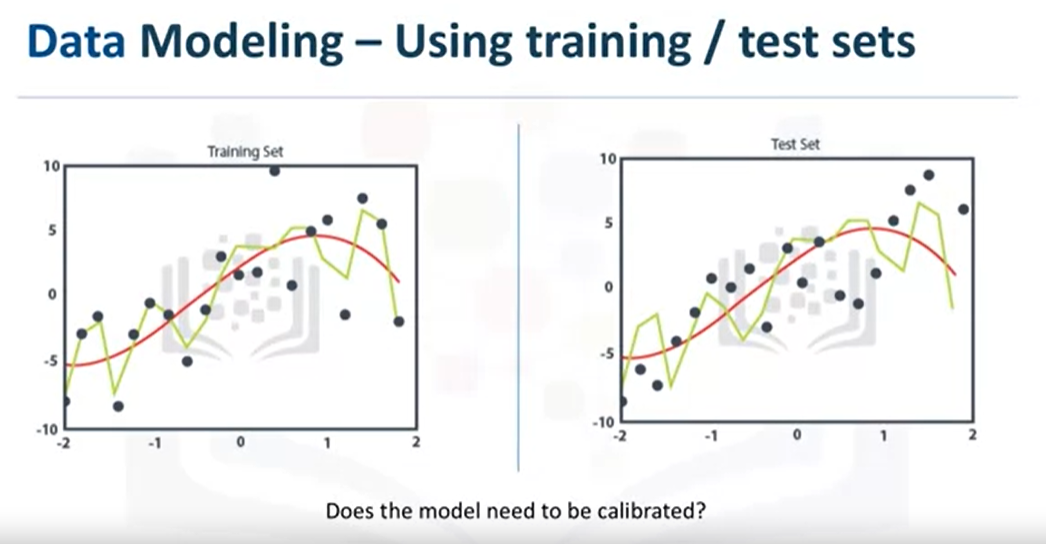 Data Modeling – Using training / test sets
Training Set
10
5
0
-5
-10
-2 -1 0 1 2
Test Set
10
5
0
-5
-10
-2 -1 0 1 2
Does the model need to be calibrated?